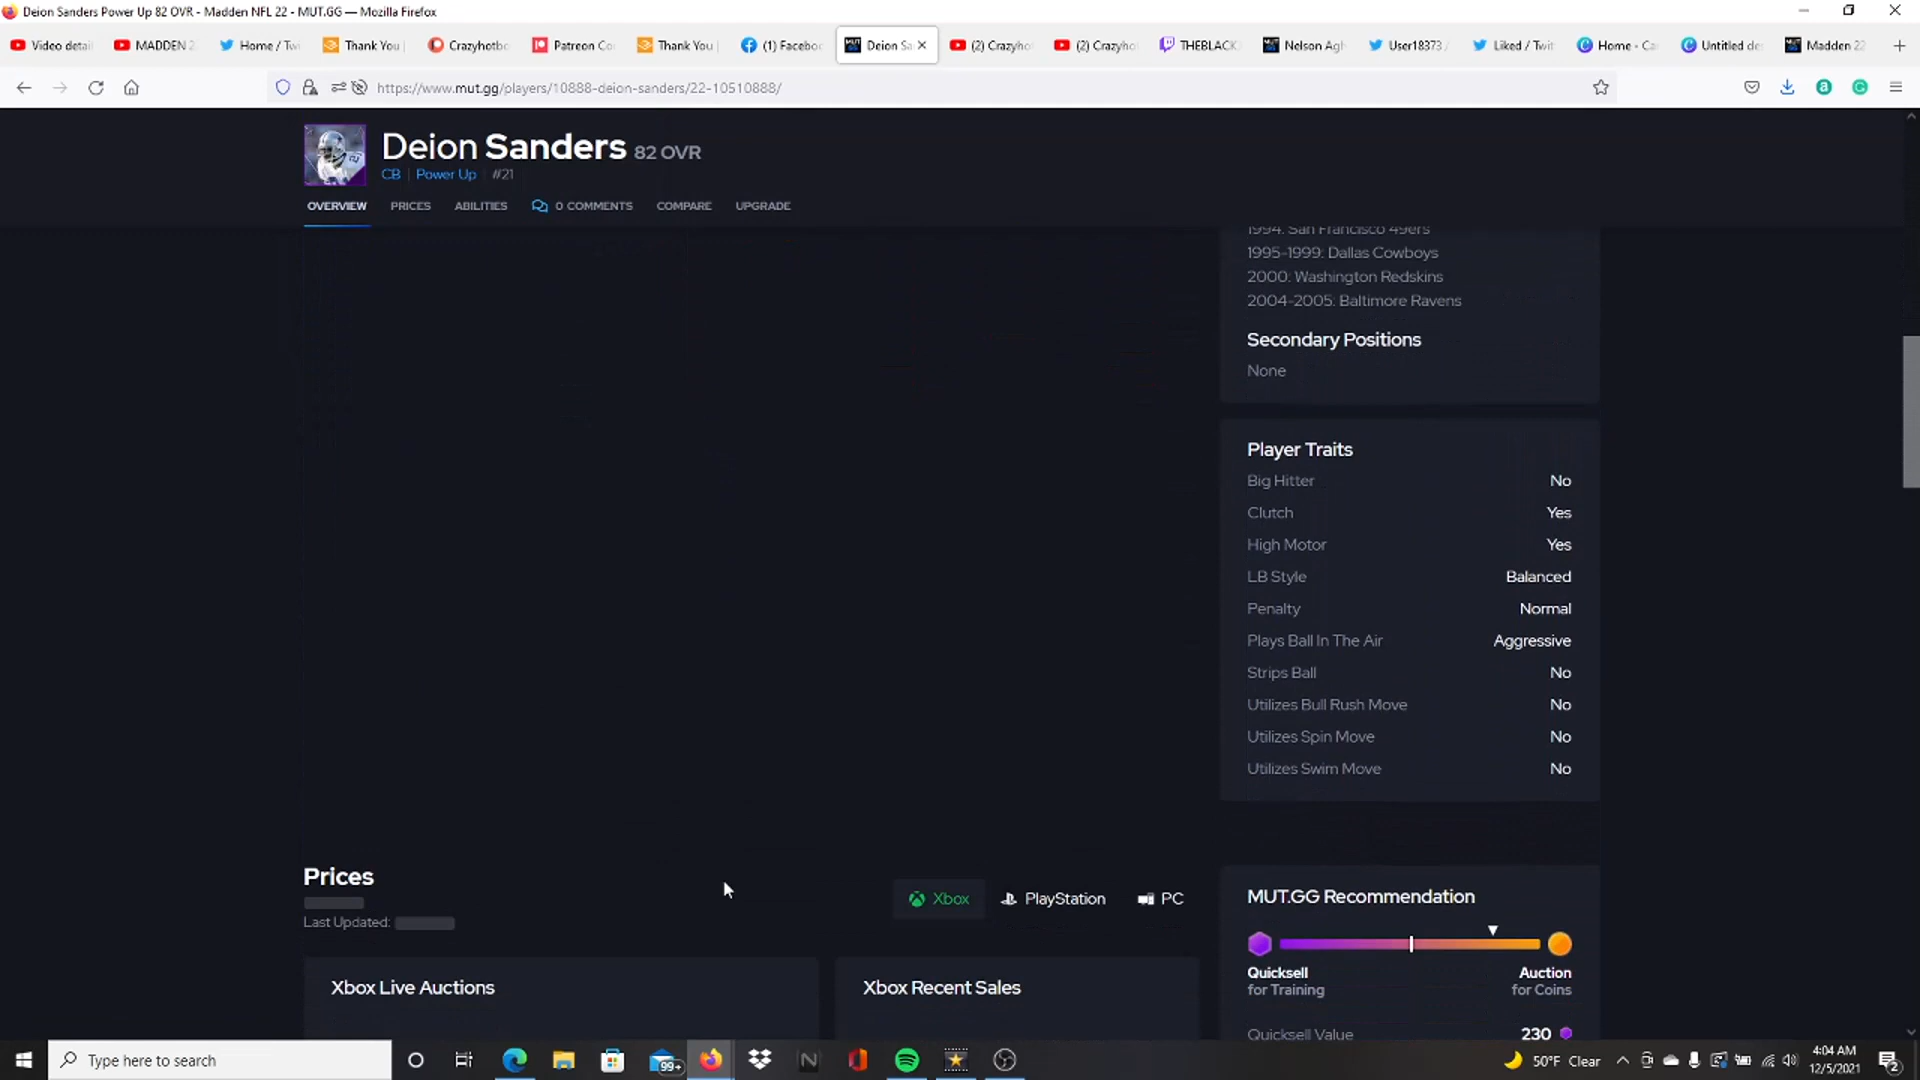 Deion Sanders Power Up 82 OVR - Madden NFL 22 - MUT.GG — Mozilla Firefox
Video detai
MADDEN 2
Home / Tw
Thank You
Crazyhotbo
Patreon Co
Thank You
(1) Facebo
Deion Sa
(2) Crazyho
(2) Crazyho
THEBLACK
Nelson Agh
User18373 /
Liked / Twit
Home - Ca
Untitled de
Madden 22
https://www.mut.gg/players/10888-deion-sanders/22-10510888/
Deion Sanders 82 OVR
CB | Power Up | #21
OVERVIEW PRICES ABILITIES 0 COMMENTS COMPARE UPGRADE
1994: San Francisco 49ers
1995-1999: Dallas Cowboys
2000: Washington Redskins
2004-2005: Baltimore Ravens
Secondary Positions
None
Player Traits
Big Hitter No
Clutch Yes
High Motor Yes
LB Style Balanced
Penalty Normal
Plays Ball In The Air Aggressive
Strips Ball No
Utilizes Bull Rush Move No
Utilizes Spin Move No
Utilizes Swim Move No
Prices
Last Updated:
Xbox PlayStation PC
Xbox Live Auctions
Xbox Recent Sales
MUT.GG Recommendation
Quicksell Auction
for Training for Coins
Quicksell Value 230
Type here to search
99+
50°F Clear
4:04 AM
12/5/2021
2